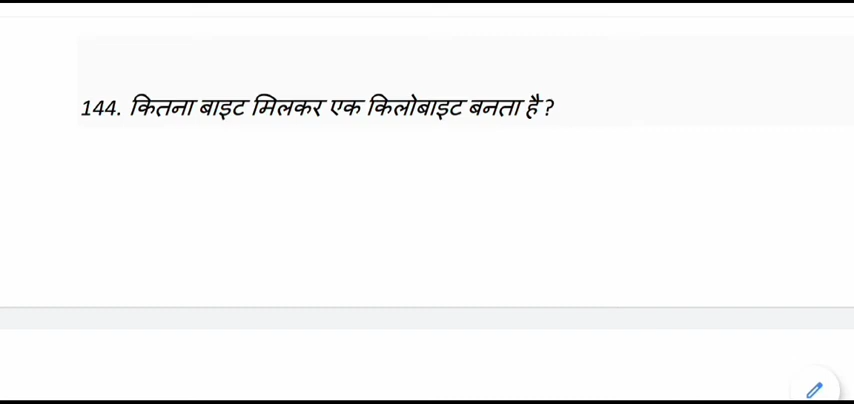 144. कितना बाइट मिलकर एक किलोबाइट बनता है?